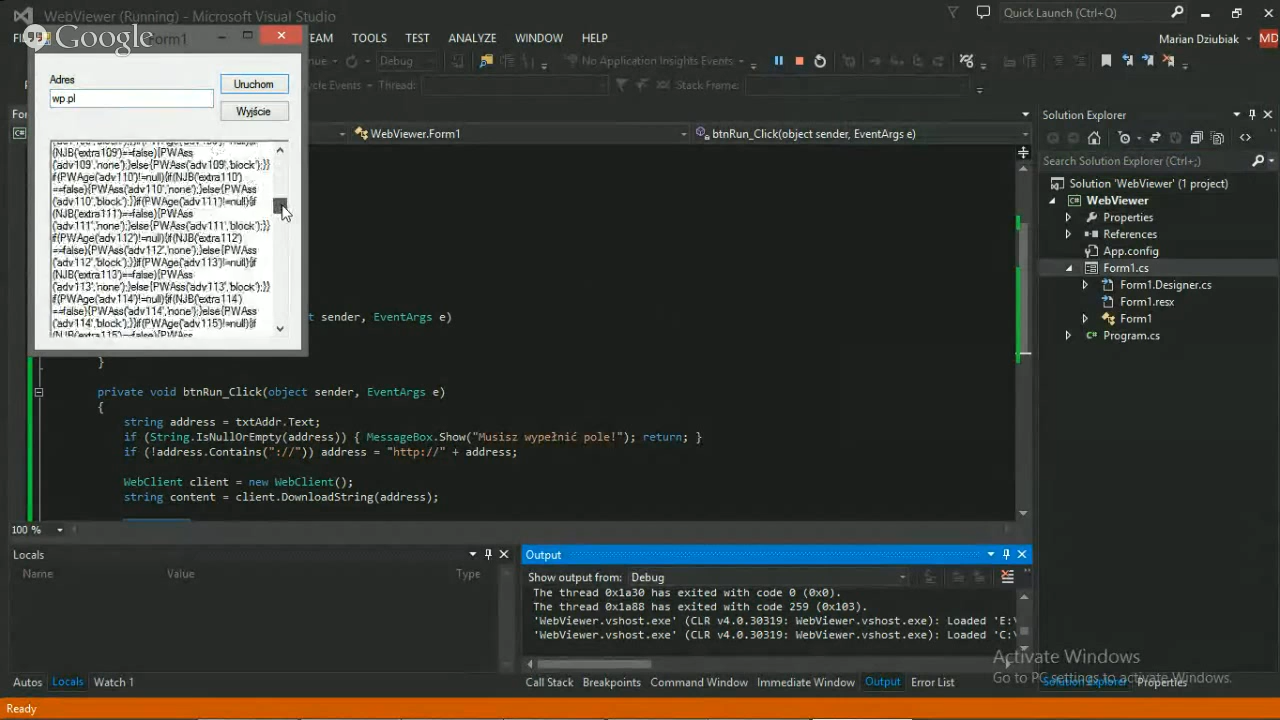 WebViewer (Running) - Microsoft Visual Studio
Quick Launch (Ctrl+Q)
Google
Form1
TEAM TOOLS TEST ANALYZE WINDOW HELP
Marian Dziubiak MD
Debug
No Application Insights Events
Adres
Uruchom
wp.pl
Wyjście
Thread:
Stack Frame:
WebViewer.Form1
btnRun_Click(object sender, EventArgs e)
Solution Explorer
Search Solution Explorer (Ctrl+;)
Solution 'WebViewer' (1 project)
WebViewer
Properties
References
App.config
Form1.cs
Form1.Designer.cs
Form1.resx
Form1
Program.cs
(NJB('extra109')==false){PWAss
('adv109','none');}else{PWAss('adv109','block');}}
if(PWAge('adv110')!=null){if(NJB('extra110')
==false){PWAss('adv110','none');}else{PWAss
('adv110','block');}}if(PWAge('adv111')!=null){if
(NJB('extra111')==false){PWAss
('adv111','none');}else{PWAss('adv111','block');}}
if(PWAge('adv112')!=null){if(NJB('extra112')
==false){PWAss('adv112','none');}else{PWAss
('adv112','block');}}if(PWAge('adv113')!=null){if
(NJB('extra113')==false){PWAss
('adv113','none');}else{PWAss('adv113','block');}}
if(PWAge('adv114')!=null){if(NJB('extra114')
==false){PWAss('adv114','none');}else{PWAss
('adv114','block');}}if(PWAge('adv115')!=null){if
(NJB('extra115')==false){PWAss
sender, EventArgs e)
}
private void btnRun_Click(object sender, EventArgs e)
{
string address = txtAddr.Text;
if (String.IsNullOrEmpty(address)) { MessageBox.Show("Musisz wypełnić pole!"); return; }
if (!address.Contains("://")) address = "http://" + address;
WebClient client = new WebClient();
string content = client.DownloadString(address);
100 %
Locals
Name Value Type
Output
Show output from: Debug
The thread 0x1a30 has exited with code 0 (0x0).
The thread 0x1a88 has exited with code 259 (0x103).
'WebViewer.vshost.exe' (CLR v4.0.30319: WebViewer.vshost.exe): Loaded 'E:\
'WebViewer.vshost.exe' (CLR v4.0.30319: WebViewer.vshost.exe): Loaded 'C:\
Activate Windows
Go to PC settings to activate Windows.
Autos Locals Watch 1
Call Stack Breakpoints Command Window Immediate Window Output Error List
Solution Explorer Properties
Ready